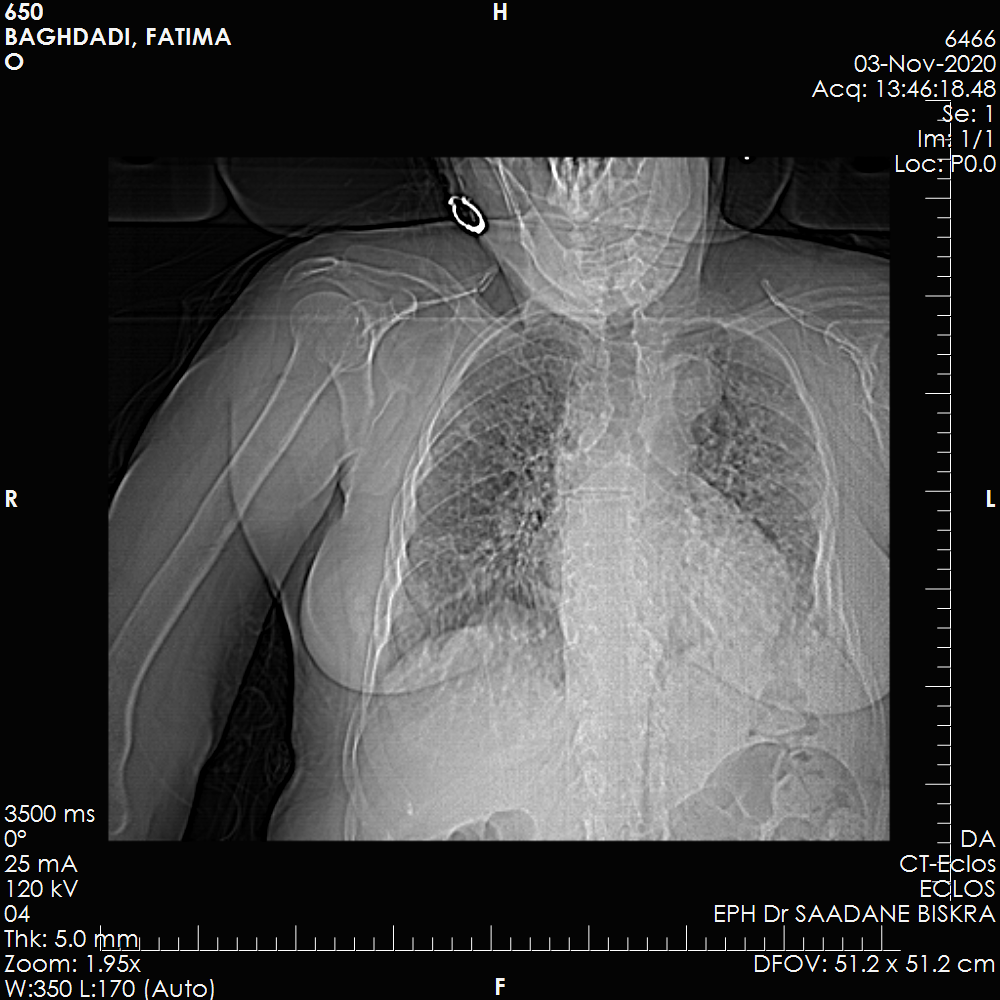 650
BAGHDADI, FATIMA
O
H
6466
03-Nov-2020
Acq: 13:46:18.48
Se: 1
Im: 1/1
Loc: P0.0
R
L
3500 ms
0°
25 mA
120 kV
04
Thk: 5.0 mm
Zoom: 1.95x
W:350 L:170 (Auto)
F
DA
CT-Eclos
ECLOS
EPH Dr SAADANE BISKRA
DFOV: 51.2 x 51.2 cm